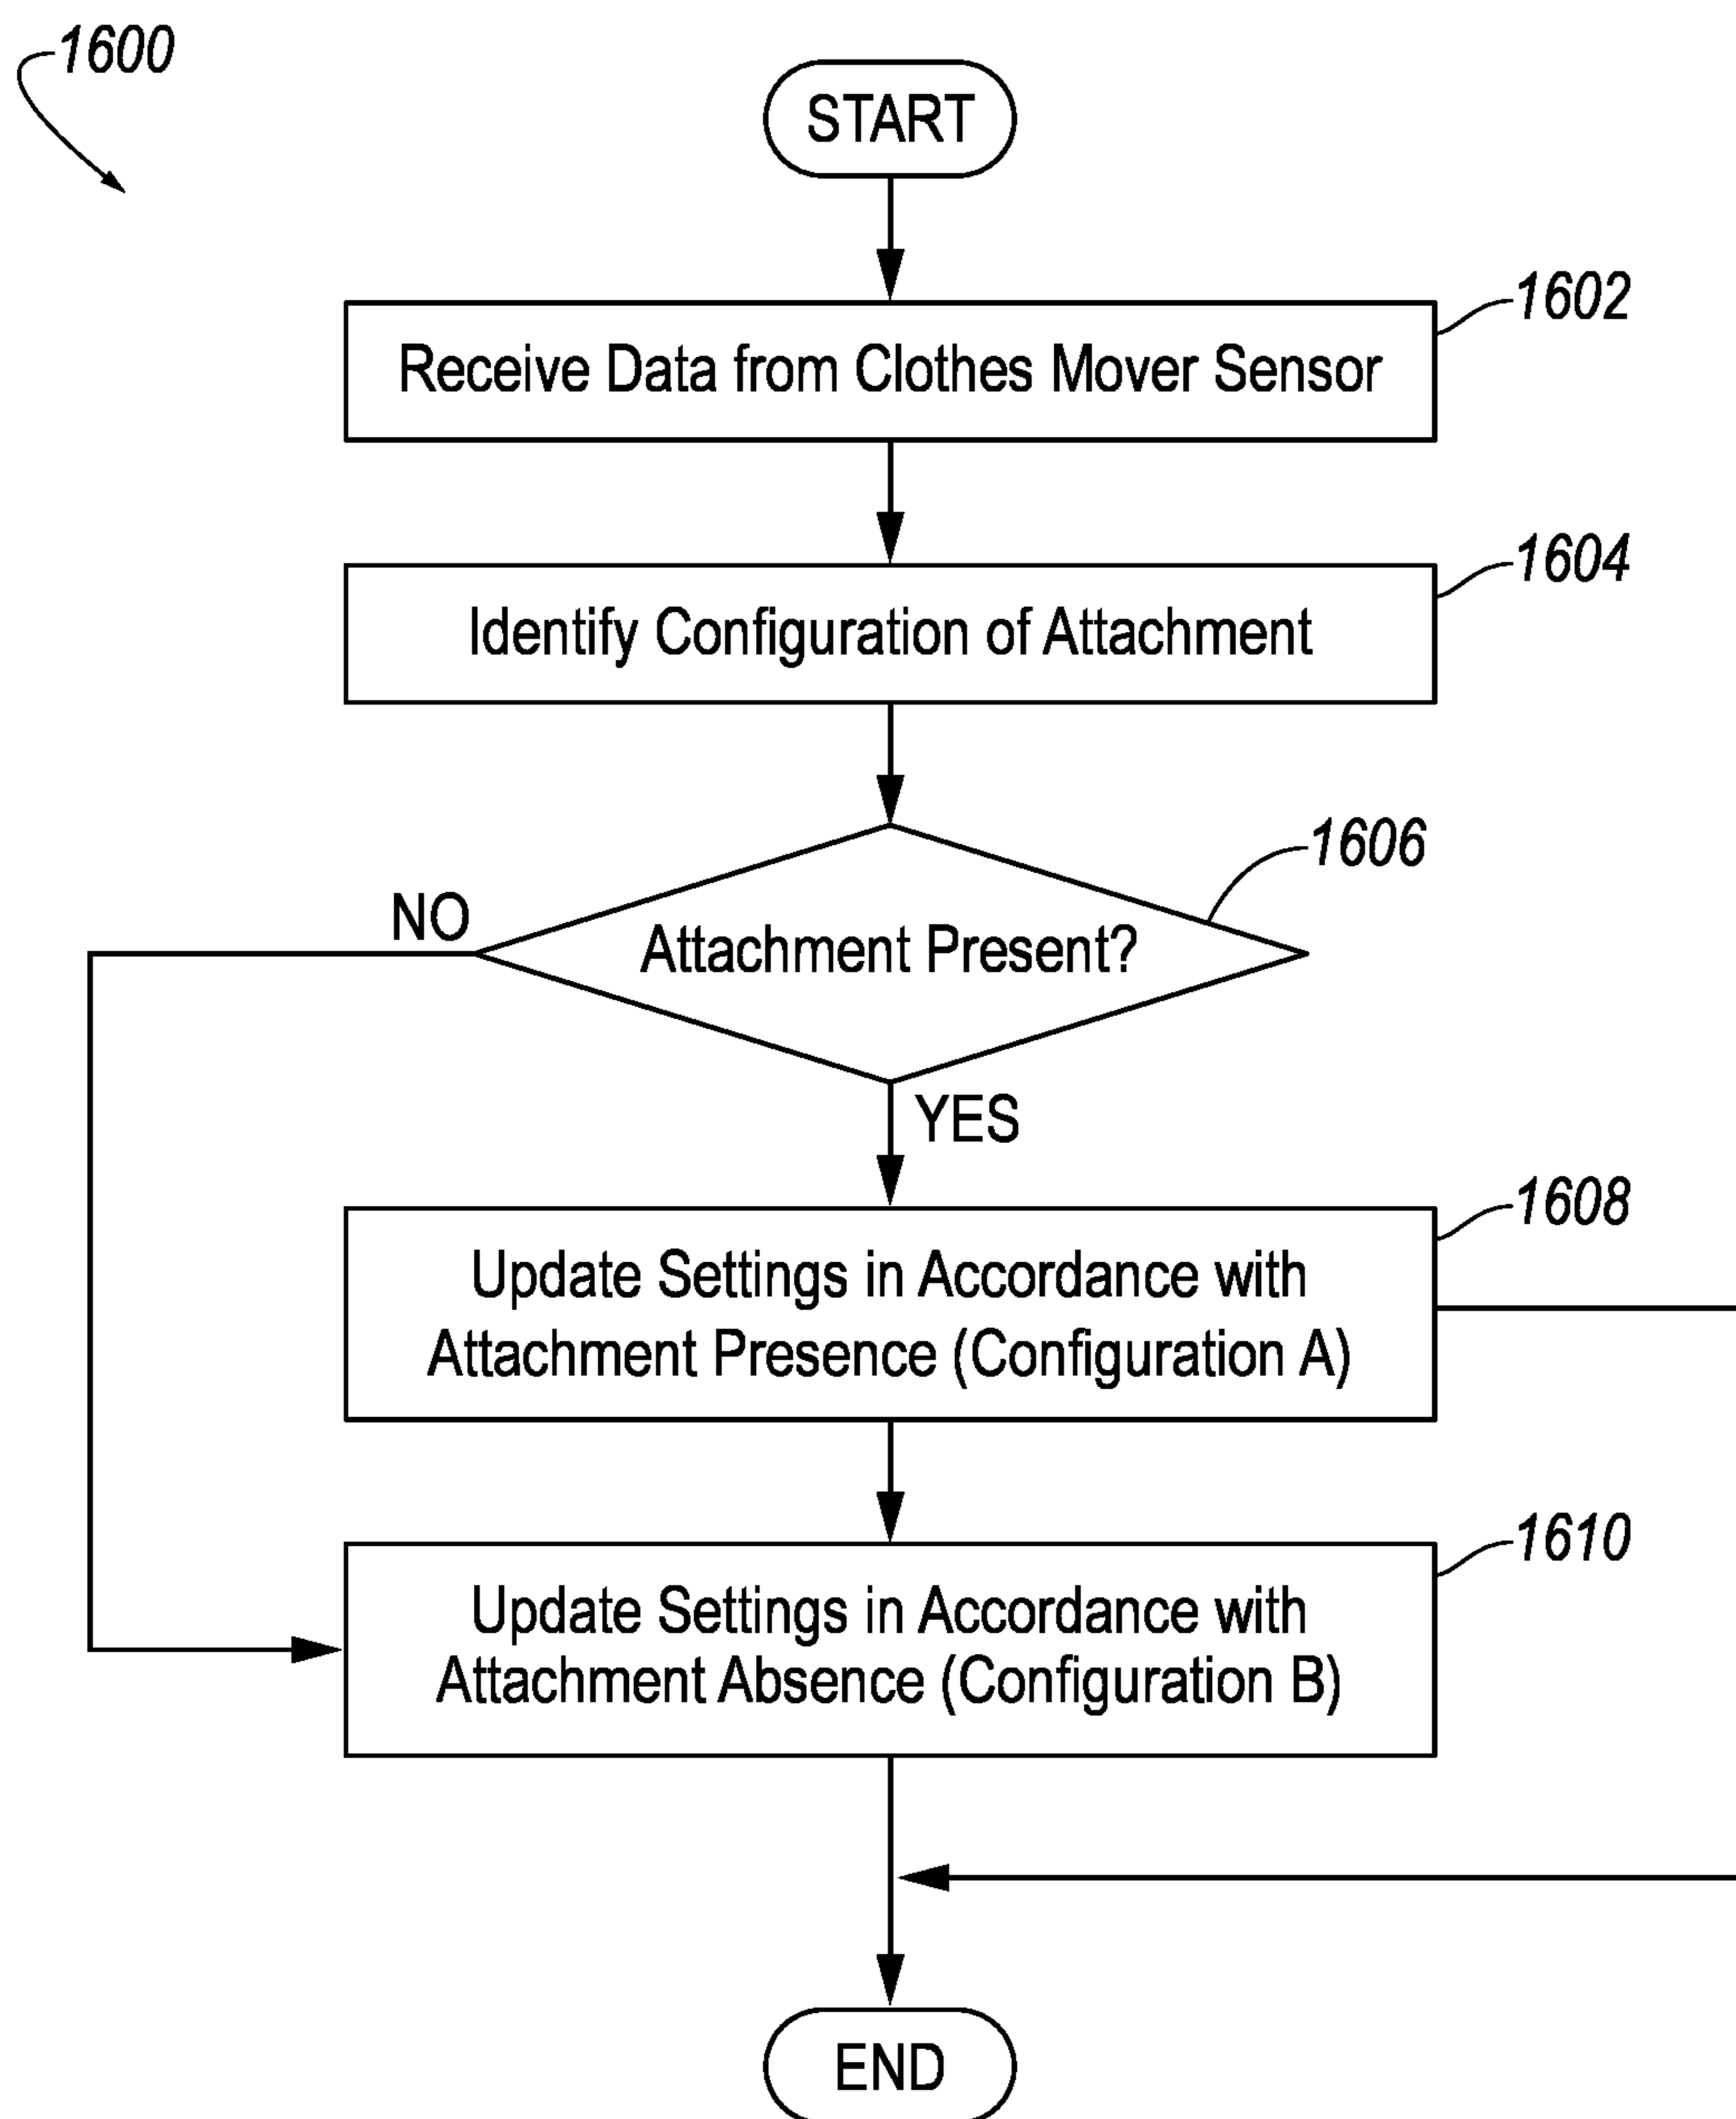 1600
START
1602
Receive Data from Clothes Mover Sensor
1604
Identify Configuration of Attachment
1606
NO
Attachment Present?
YES
1608
Update Settings in Accordance with
Attachment Presence (Configuration A)
1610
Update Settings in Accordance with
Attachment Absence (Configuration B)
END